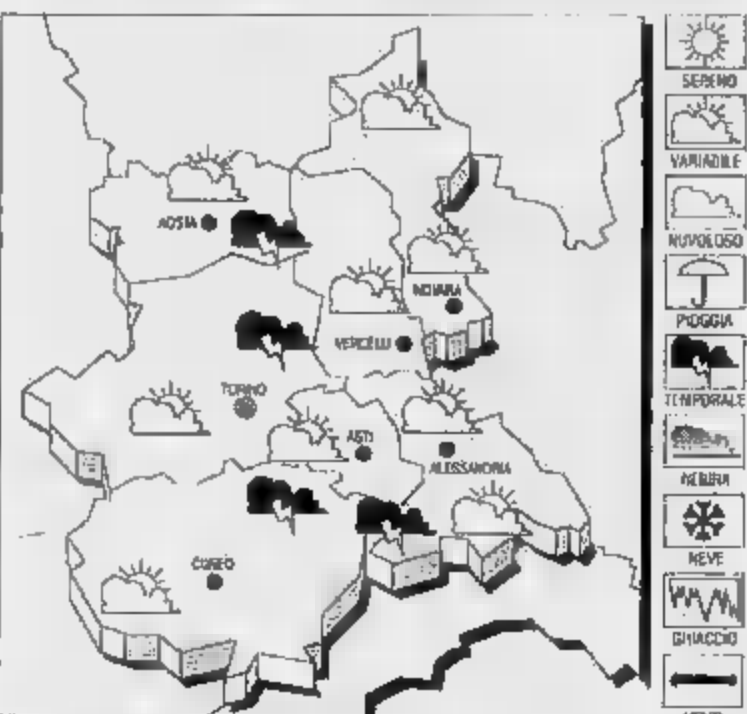 AOSTA
NOVARA
VERCELLI
TORINO
ASTI
ALESSANDRIA
CUNEO
SERENO
VARIABILE
NUVOLOSO
PIOGGIA
TEMPORALE
NEBBIA
NEVE
GHIACCIO